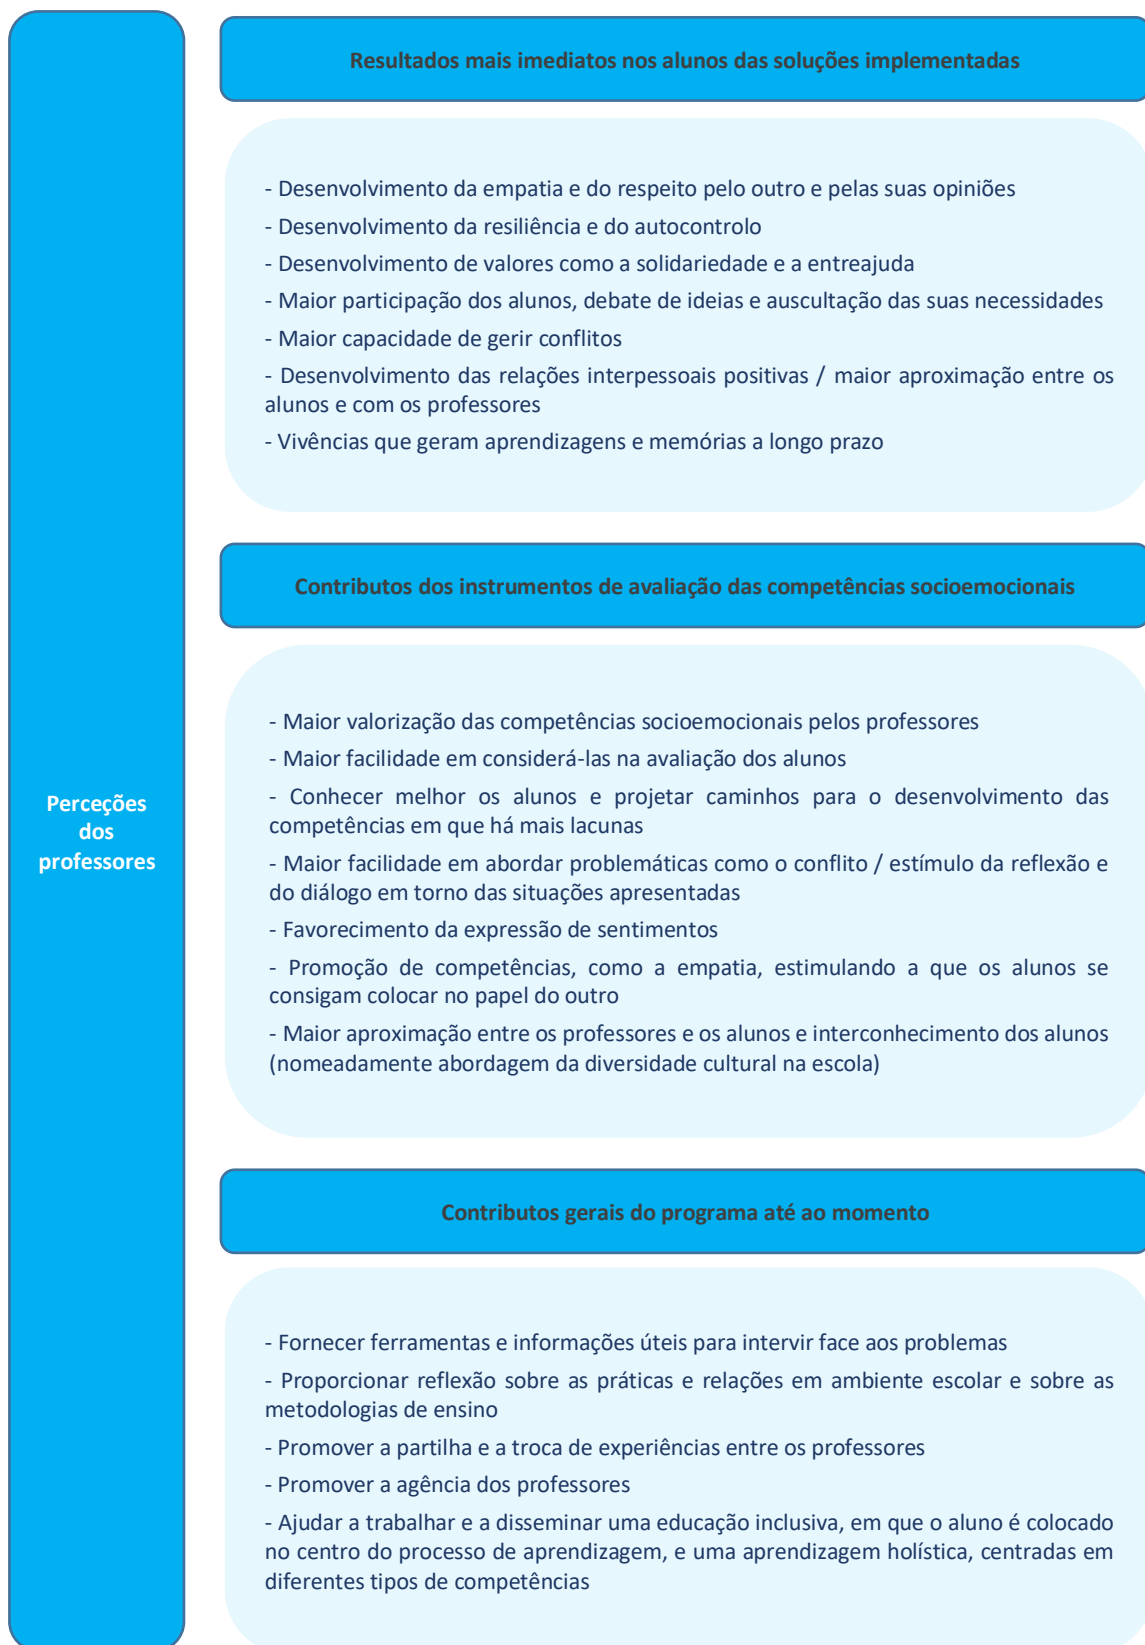 Perceções
dos
professores
Resultados mais imediatos nos alunos das soluções implementadas
- Desenvolvimento da empatia e do respeito pelo outro e pelas suas opiniões
- Desenvolvimento da resiliência e do autocontrolo
- Desenvolvimento de valores como a solidariedade e a entreajuda
- Maior participação dos alunos, debate de ideias e auscultação das suas necessidades
- Maior capacidade de gerir conflitos
- Desenvolvimento das relações interpessoais positivas / maior aproximação entre os
alunos e com os professores
- Vivências que geram aprendizagens e memórias a longo prazo
Contributos dos instrumentos de avaliação das competências socioemocionais
- Maior valorização das competências socioemocionais pelos professores
- Maior facilidade em considerá-las na avaliação dos alunos
- Conhecer melhor os alunos e projetar caminhos para o desenvolvimento das
competências em que há mais lacunas
- Maior facilidade em abordar problemáticas como o conflito / estímulo da reflexão e
do diálogo em torno das situações apresentadas
- Favorecimento da expressão de sentimentos
- Promoção de competências, como a empatia, estimulando a que os alunos se
consigam colocar no papel do outro
- Maior aproximação entre os professores e os alunos e interconhecimento dos alunos
(nomeadamente abordagem da diversidade cultural na escola)
Contributos gerais do programa até ao momento
- Fornecer ferramentas e informações úteis para intervir face aos problemas
- Proporcionar reflexão sobre as práticas e relações em ambiente escolar e sobre as
metodologias de ensino
- Promover a partilha e a troca de experiências entre os professores
- Promover a agência dos professores
- Ajudar a trabalhar e a disseminar uma educação inclusiva, em que o aluno é colocado
no centro do processo de aprendizagem, e uma aprendizagem holística, centradas em
diferentes tipos de competências